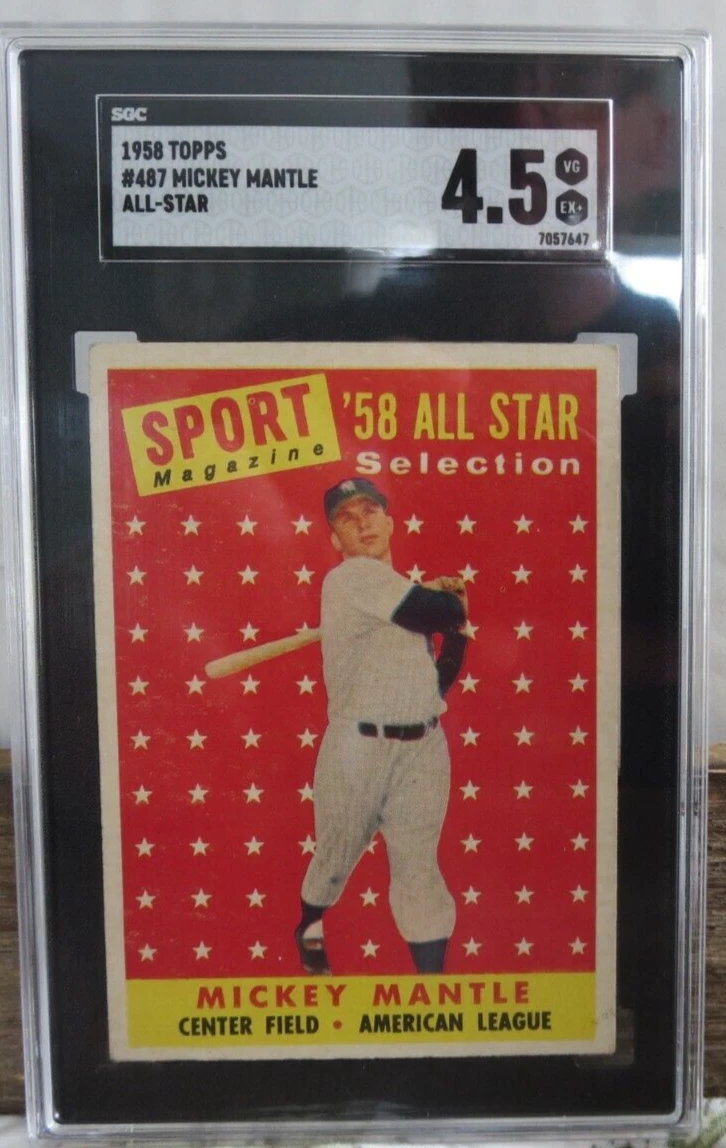 SGC
1958 TOPPS
#487 MICKEY MANTLE
ALL-STAR
4.5
VG
EX+
7057647
SPORT
Magazine
'58 ALL STAR
Selection
MICKEY MANTLE
CENTER FIELD • AMERICAN LEAGUE